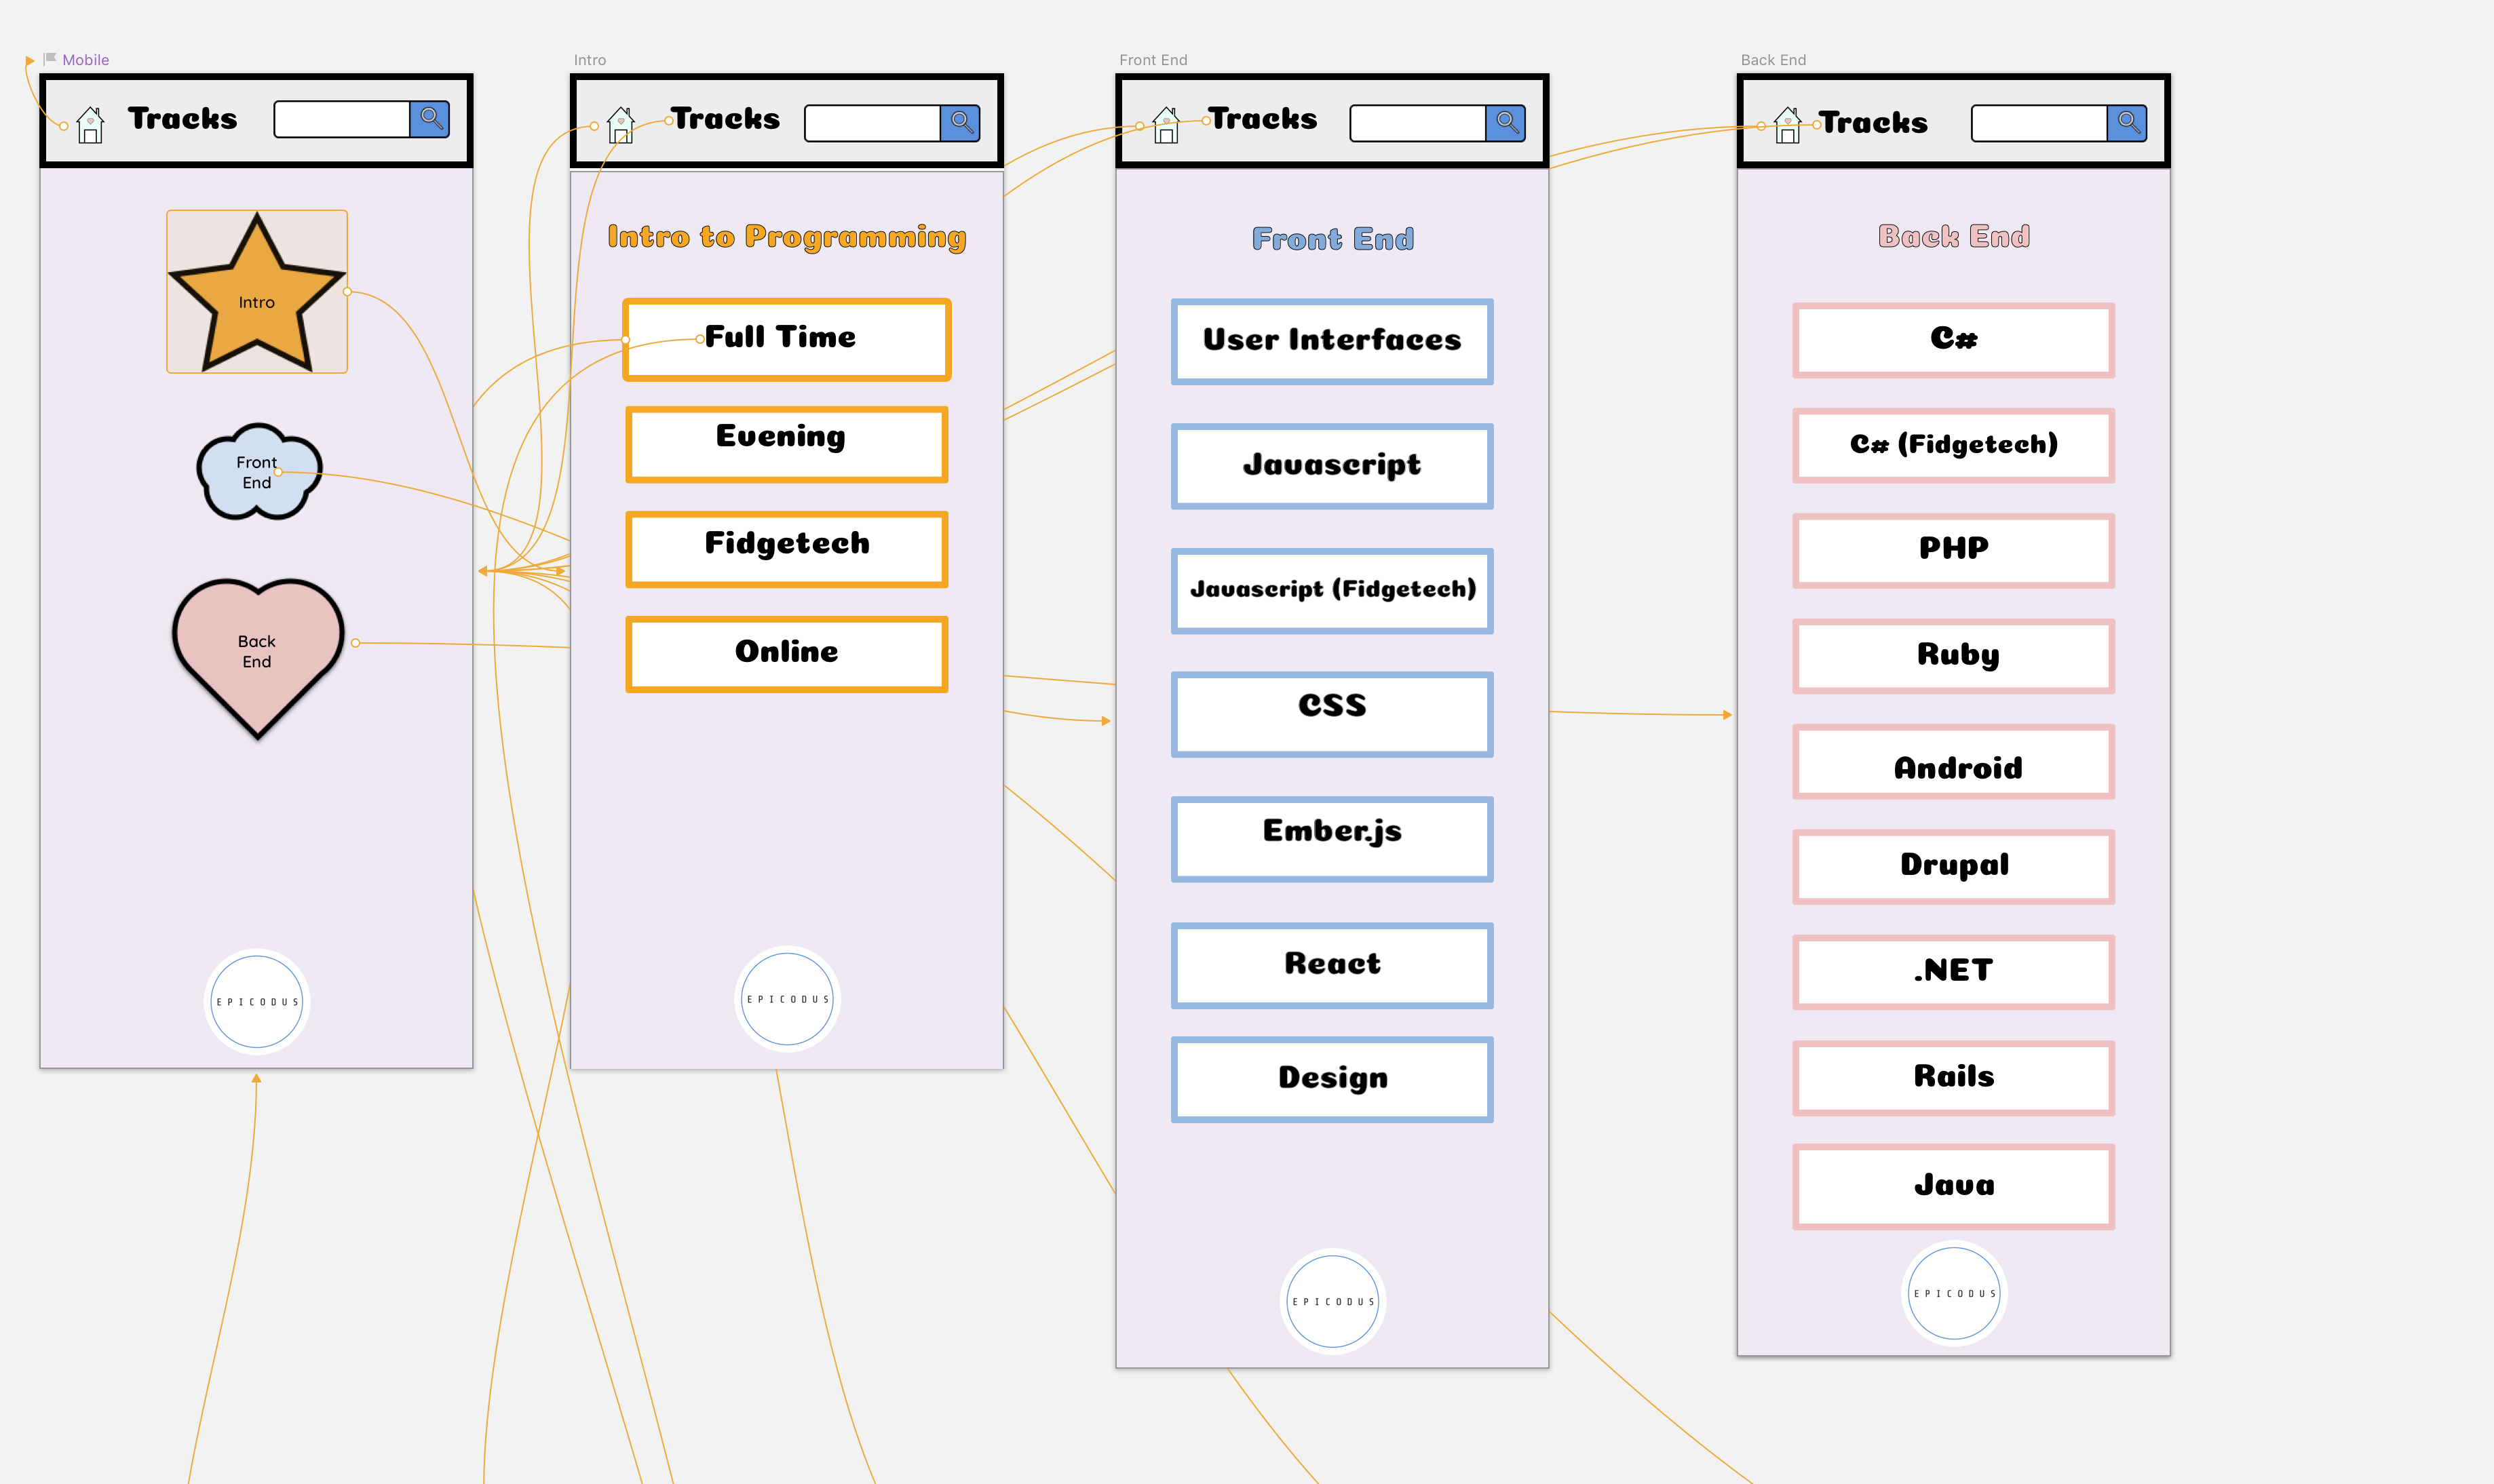 Mobile
Tracks
Intro
Front
End
Back
End
EPICODUS
Intro
Tracks
Intro to Programming
Full Time
Evening
Fidgetech
Online
EPICODUS
Front End
Tracks
Front End
User Interfaces
Javascript
Javascript (Fidgetech)
CSS
Ember.js
React
Design
EPICODUS
Back End
Tracks
Back End
C#
C# (Fidgetech)
PHP
Ruby
Android
Drupal
.NET
Rails
Java
EPICODUS